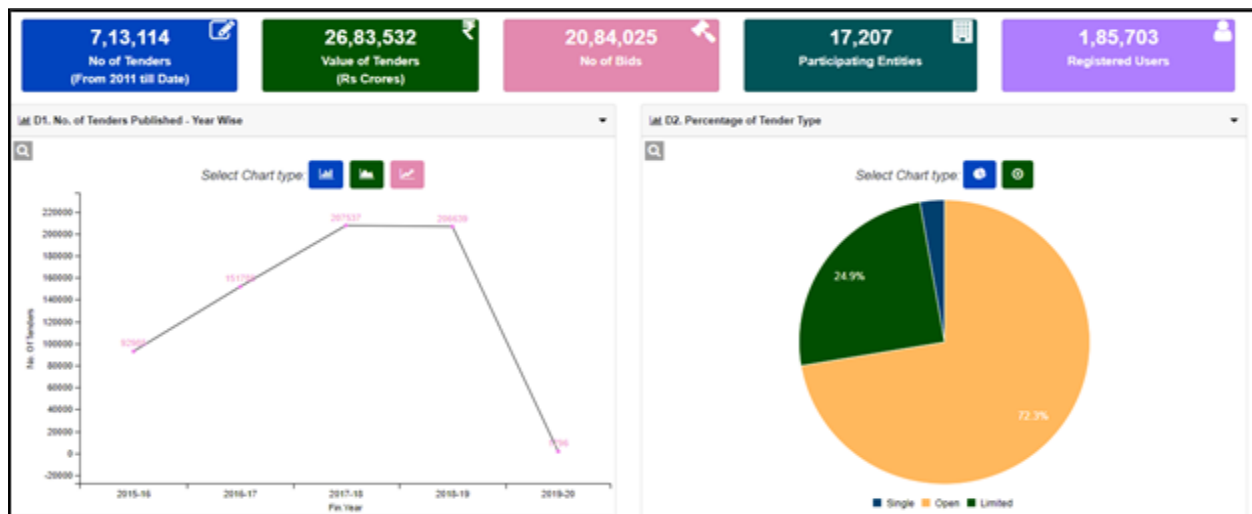 7,13,114
No of Tenders
(From 2011 till Date)
26,83,532
Value of Tenders
(Rs Crores)
₹
20,84,025
No of Bids
17,207
Participating Entities
1,85,703
Registered Users
D1. No. of Tenders Published - Year Wise
Select Chart type:
No. Of Tenders
220000
200000
180000
160000
140000
120000
100000
80000
60000
40000
20000
0
-20000
207537
206639
2015-16
2016-17
2017-18
2018-19
2019-20
Fin.Year
D2. Percentage of Tender Type
Select Chart type:
24.9%
72.3%
Single Open Limited